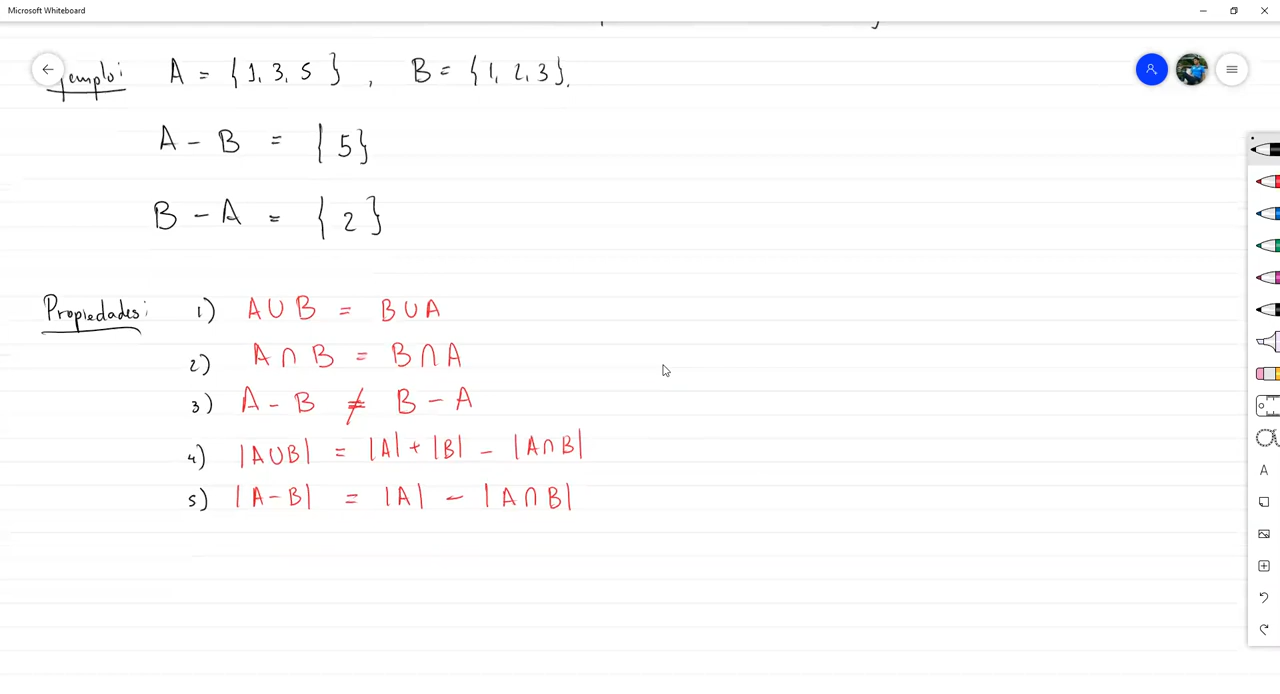 Microsoft Whiteboard
Ejemplo: A = {1, 3, 5}, B = {1, 2, 3}.
A - B = {5}
B - A = {2}
Propiedades: 1) A ∪ B = B ∪ A
2) A ∩ B = B ∩ A
3) A - B ≠ B - A
4) |A∪B| = |A| + |B| - |A∩B|
5) |A-B| = |A| - |A∩B|